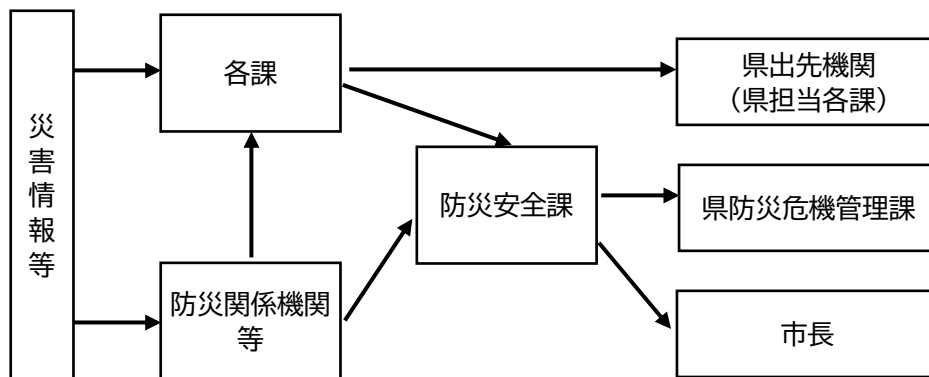 災害情報等
各課
県出先機関
（県担当各課）
防災安全課
県防災危機管理課
防災関係機関
等
市長